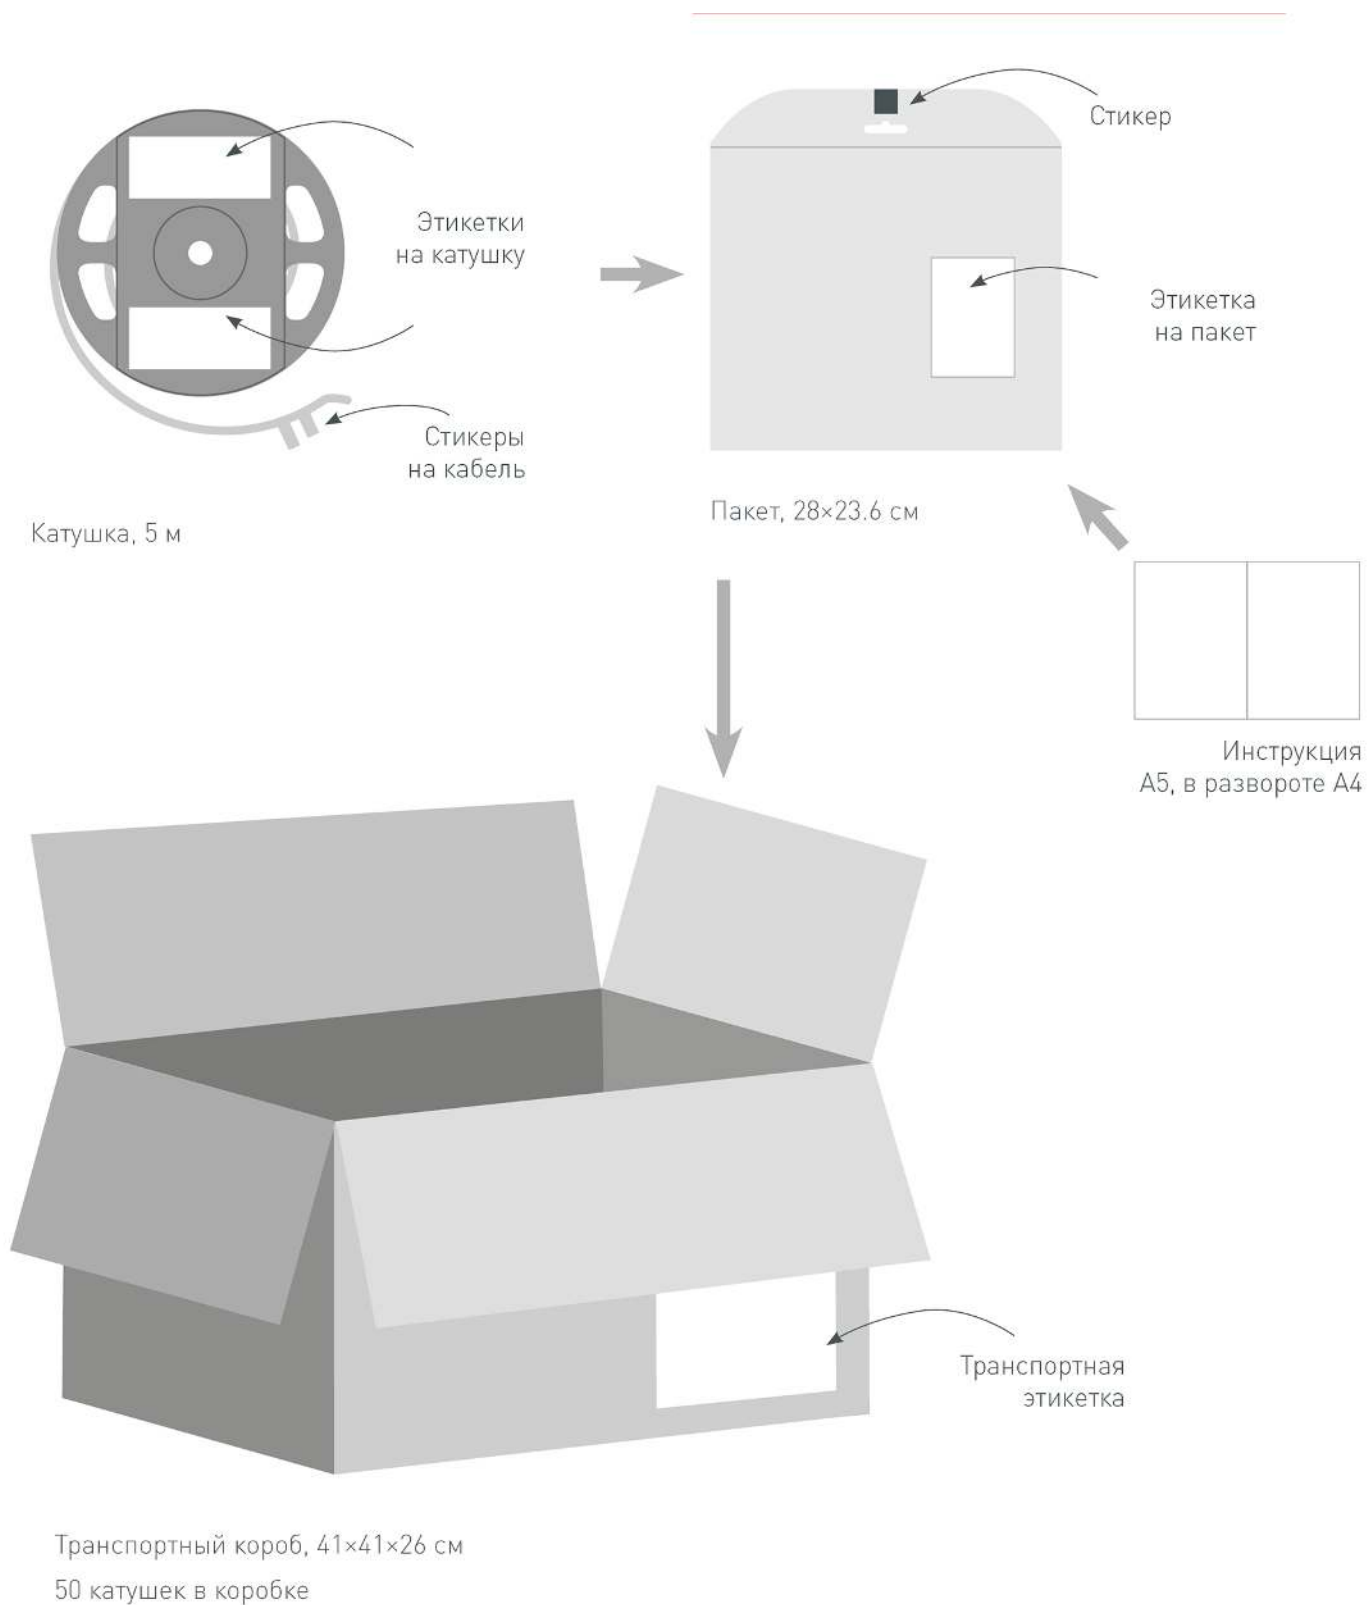 Стикер
Этикетки
на катушку
Этикетка
на пакет
Стикеры
на кабель
Катушка, 5 м
Пакет, 28×23.6 см
Инструкция
А5, в развороте А4
Транспортная
этикетка
Транспортный короб, 41×41×26 см
50 катушек в коробке